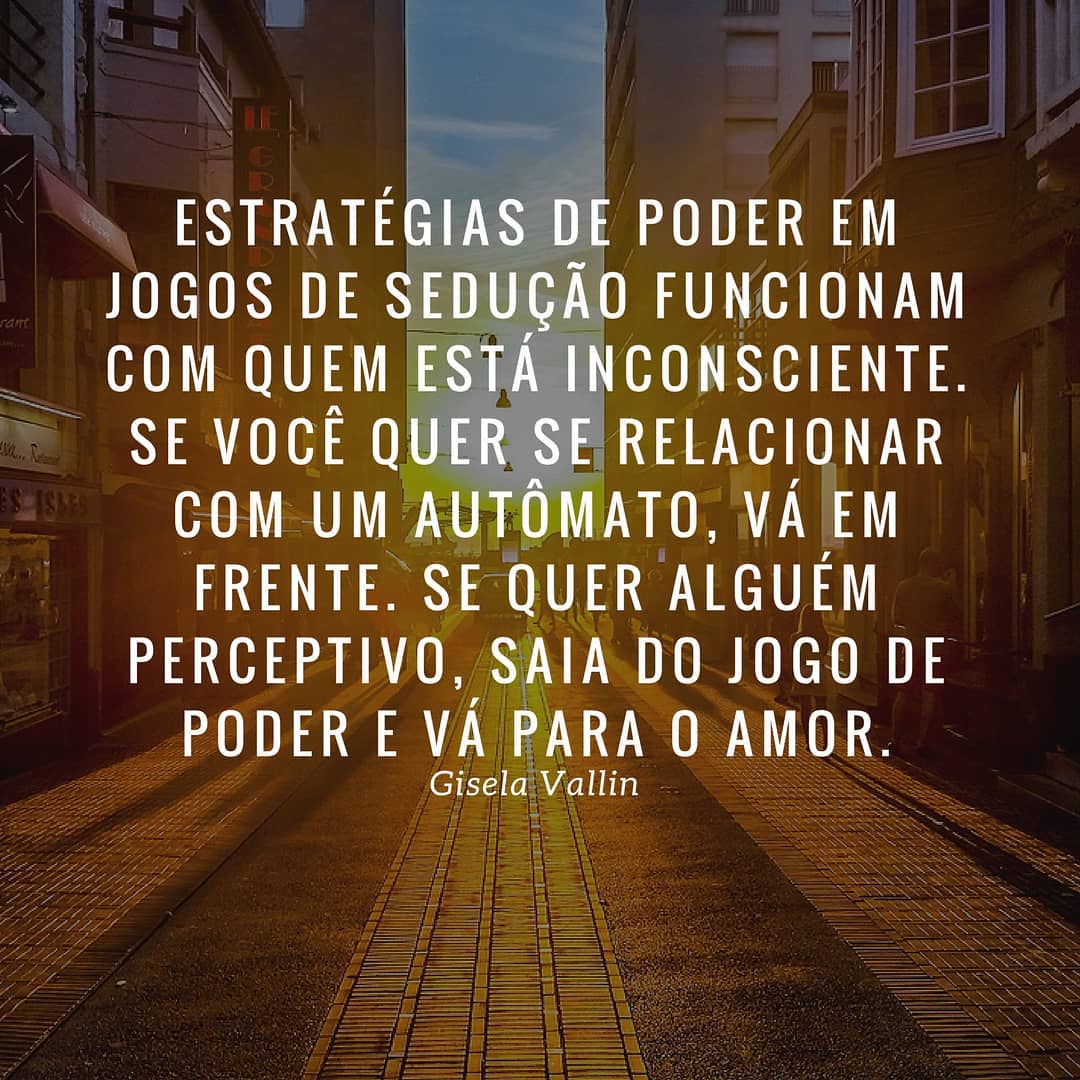 ESTRATÉGIAS DE PODER EM
JOGOS DE SEDUÇÃO FUNCIONAM
COM QUEM ESTÁ INCONSCIENTE.
SE VOCÊ QUER SE RELACIONAR
COM UM AUTÔMATO, VÁ EM
FRENTE. SE QUER ALGUÉM
PERCEPTIVO, SAIA DO JOGO DE
PODER E VÁ PARA O AMOR.
Gisela Vallin